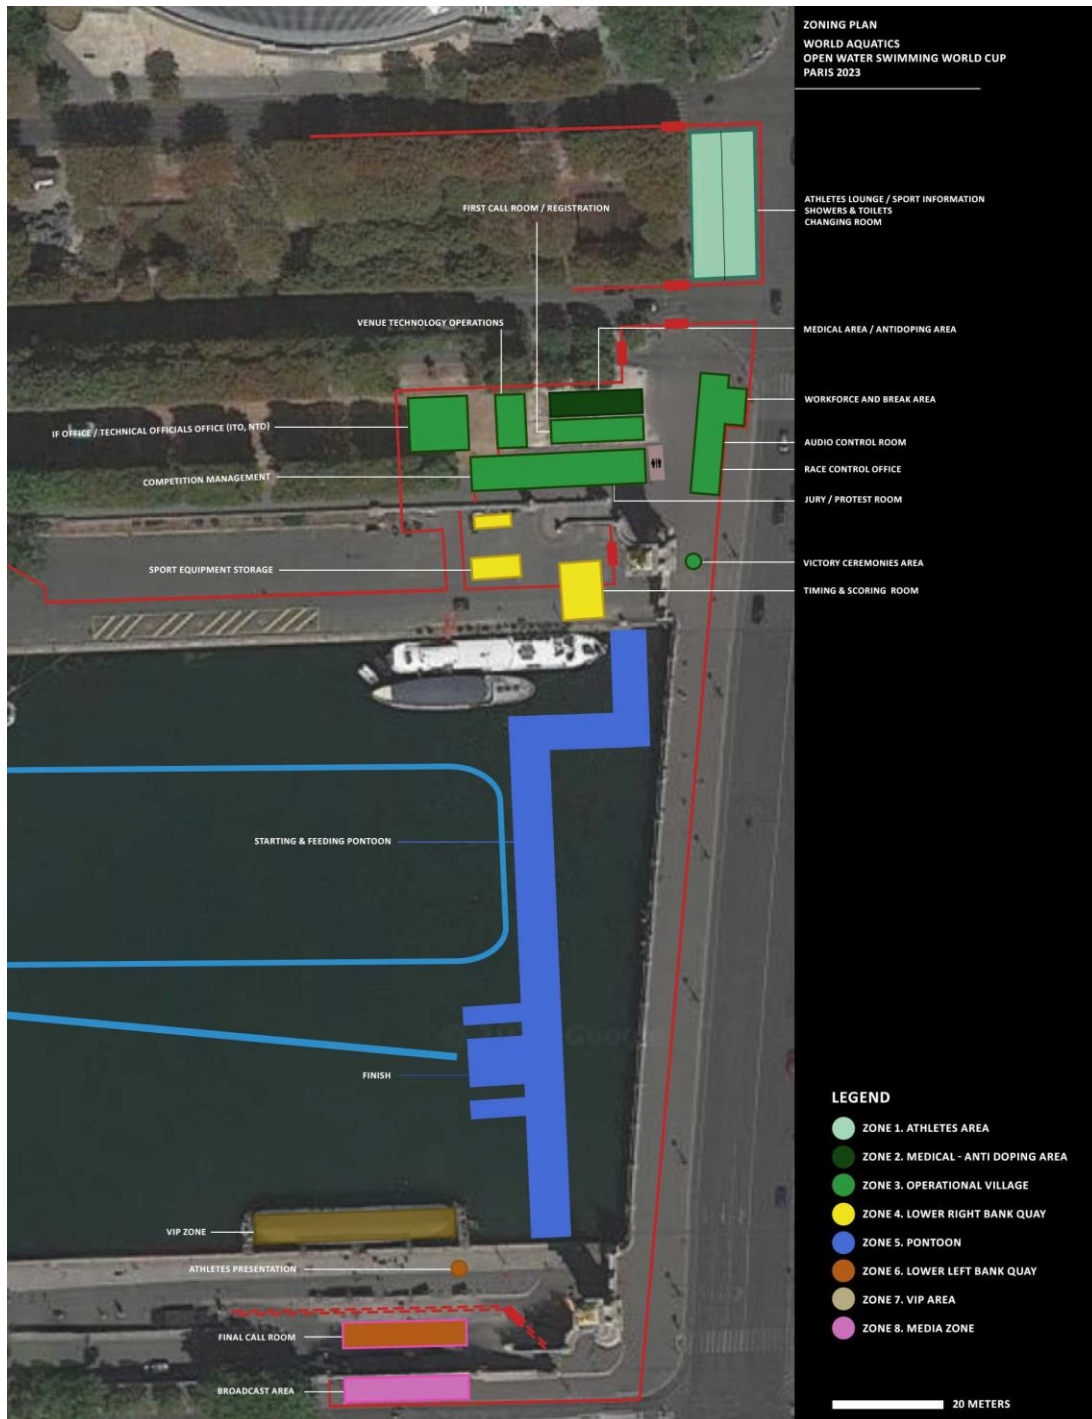 ZONING PLAN
WORLD AQUATICS
OPEN WATER SWIMMING WORLD CUP
PARIS 2023
ATHLETES LOUNGE / SPORT INFORMATION
SHOWERS & TOILETS
CHANGING ROOM
FIRST CALL ROOM / REGISTRATION
VENUE TECHNOLOGY OPERATIONS
MEDICAL AREA / ANTIDOPING AREA
WORKFORCE AND BREAK AREA
IF OFFICE / TECHNICAL OFFICIALS OFFICE (ITO, NTO)
AUDIO CONTROL ROOM
RACE CONTROL OFFICE
COMPETITION MANAGEMENT
JURY / PROTEST ROOM
VICTORY CEREMONIES AREA
SPORT EQUIPMENT STORAGE
TIMING & SCORING ROOM
STARTING & FEEDING PONTOON
FINISH
VIP ZONE
ATHLETES PRESENTATION
FINAL CALL ROOM
BROADCAST AREA
LEGEND
ZONE 1. ATHLETES AREA
ZONE 2. MEDICAL - ANTI DOPING AREA
ZONE 3. OPERATIONAL VILLAGE
ZONE 4. LOWER RIGHT BANK QUAY
ZONE 5. PONTOON
ZONE 6. LOWER LEFT BANK QUAY
ZONE 7. VIP AREA
ZONE 8. MEDIA ZONE
20 METERS